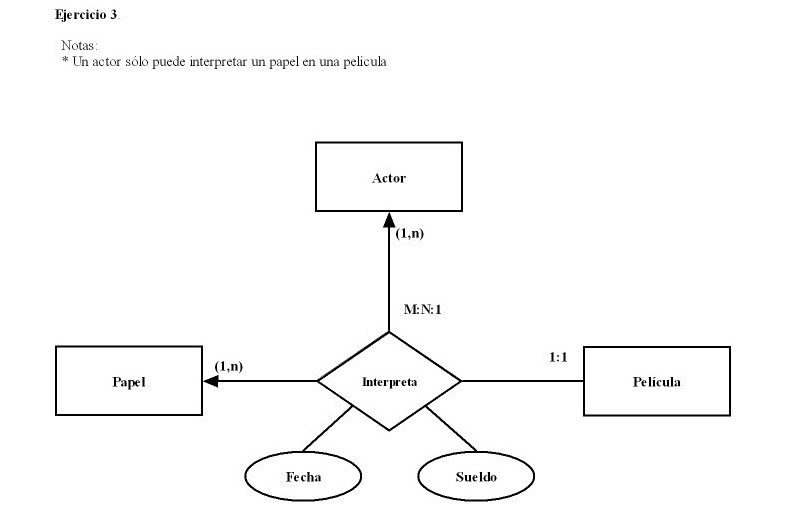 Ejercicio 3.
Notas:
* Un actor sólo puede interpretar un papel en una película
Actor
(1,n)
M:N:1
1:1
(1,n)
Papel
Interpreta
Película
Fecha
Sueldo